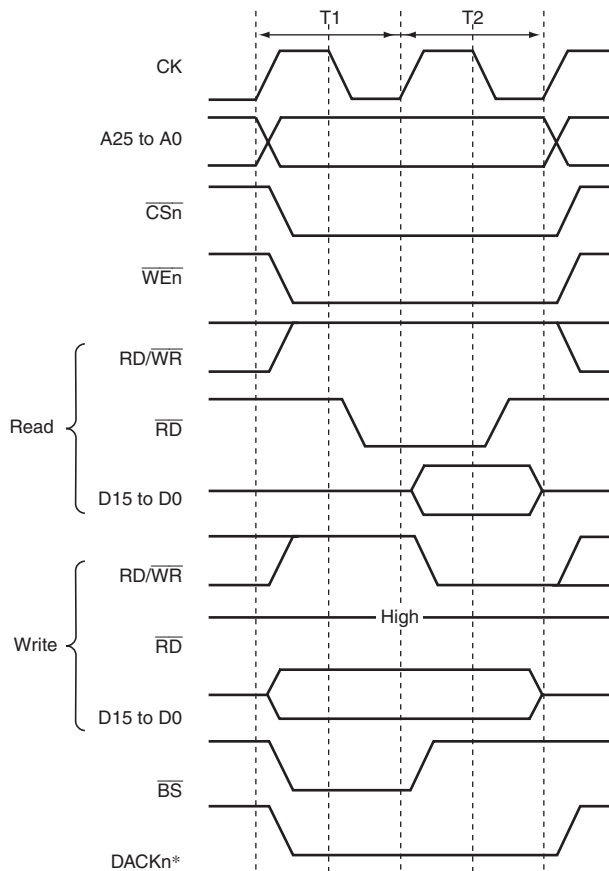 T1 T2
CK
A25 to A0
CSn
WEn
RD/WR
Read
RD
D15 to D0
RD/WR
High
Write
RD
D15 to D0
BS
DACKn*